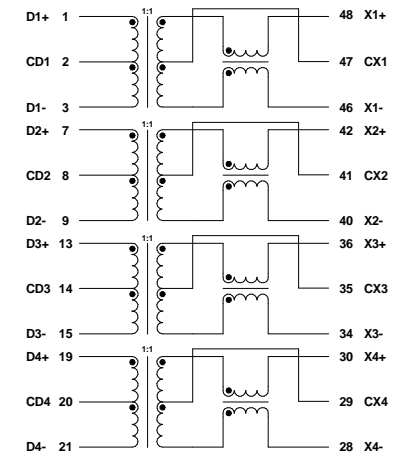 D1+ 1 1:1 48 X1+
CD1 2 47 CX1
D1- 3 46 X1-
D2+ 7 1:1 42 X2+
CD2 8 41 CX2
D2- 9 40 X2-
D3+ 13 1:1 36 X3+
CD3 14 35 CX3
D3- 15 34 X3-
D4+ 19 1:1 30 X4+
CD4 20 29 CX4
D4- 21 28 X4-